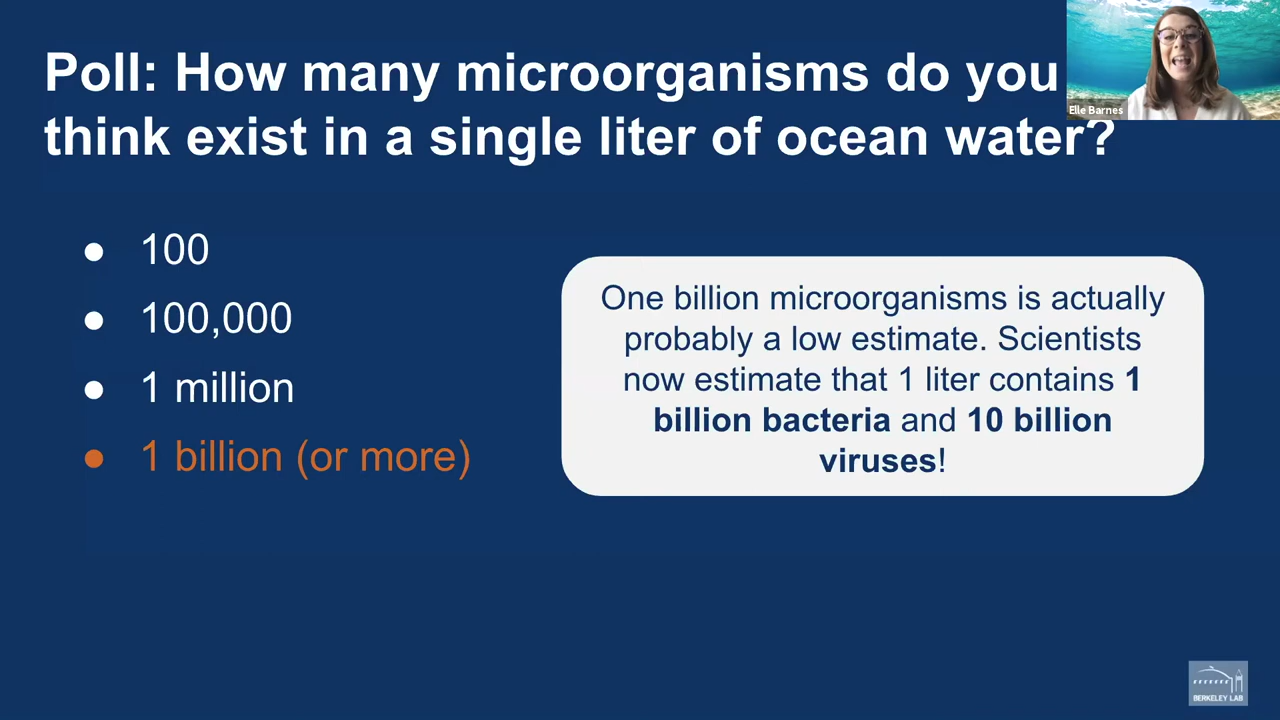 Poll: How many microorganisms do you
think exist in a single liter of ocean water?
Elle Barnes
● 100
● 100,000
● 1 million
● 1 billion (or more)
One billion microorganisms is actually
probably a low estimate. Scientists
now estimate that 1 liter contains 1
billion bacteria and 10 billion
viruses!
BERKELEY LAB